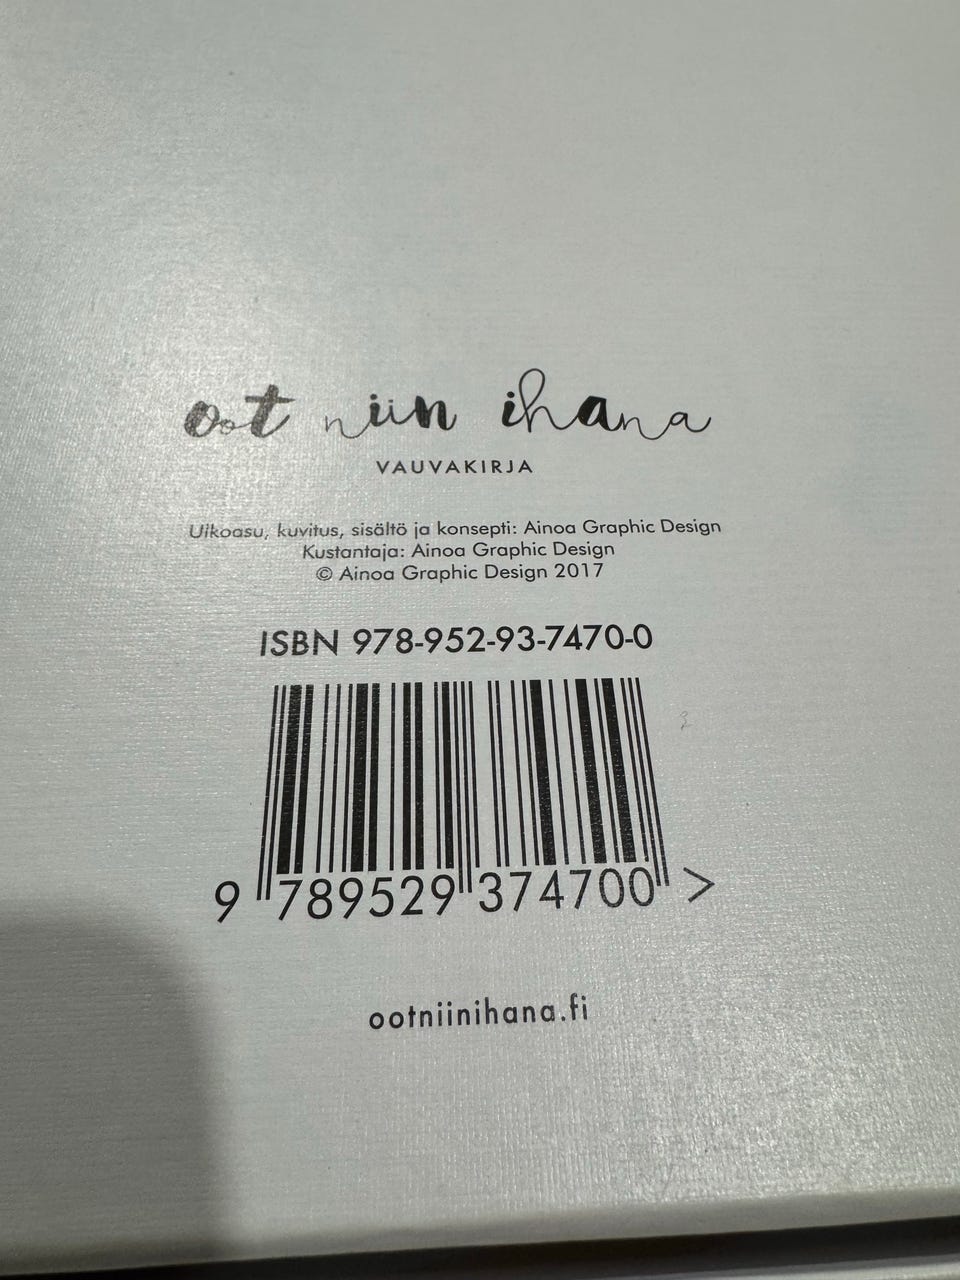 oot niin ihana
VAUVAKIRJA
Ulkoasu, kuvitus, sisältö ja konsepti: Ainoa Graphic Design
Kustantaja: Ainoa Graphic Design
© Ainoa Graphic Design 2017
ISBN 978-952-93-7470-0
9 789529 374700 >
ootniinihana.fi